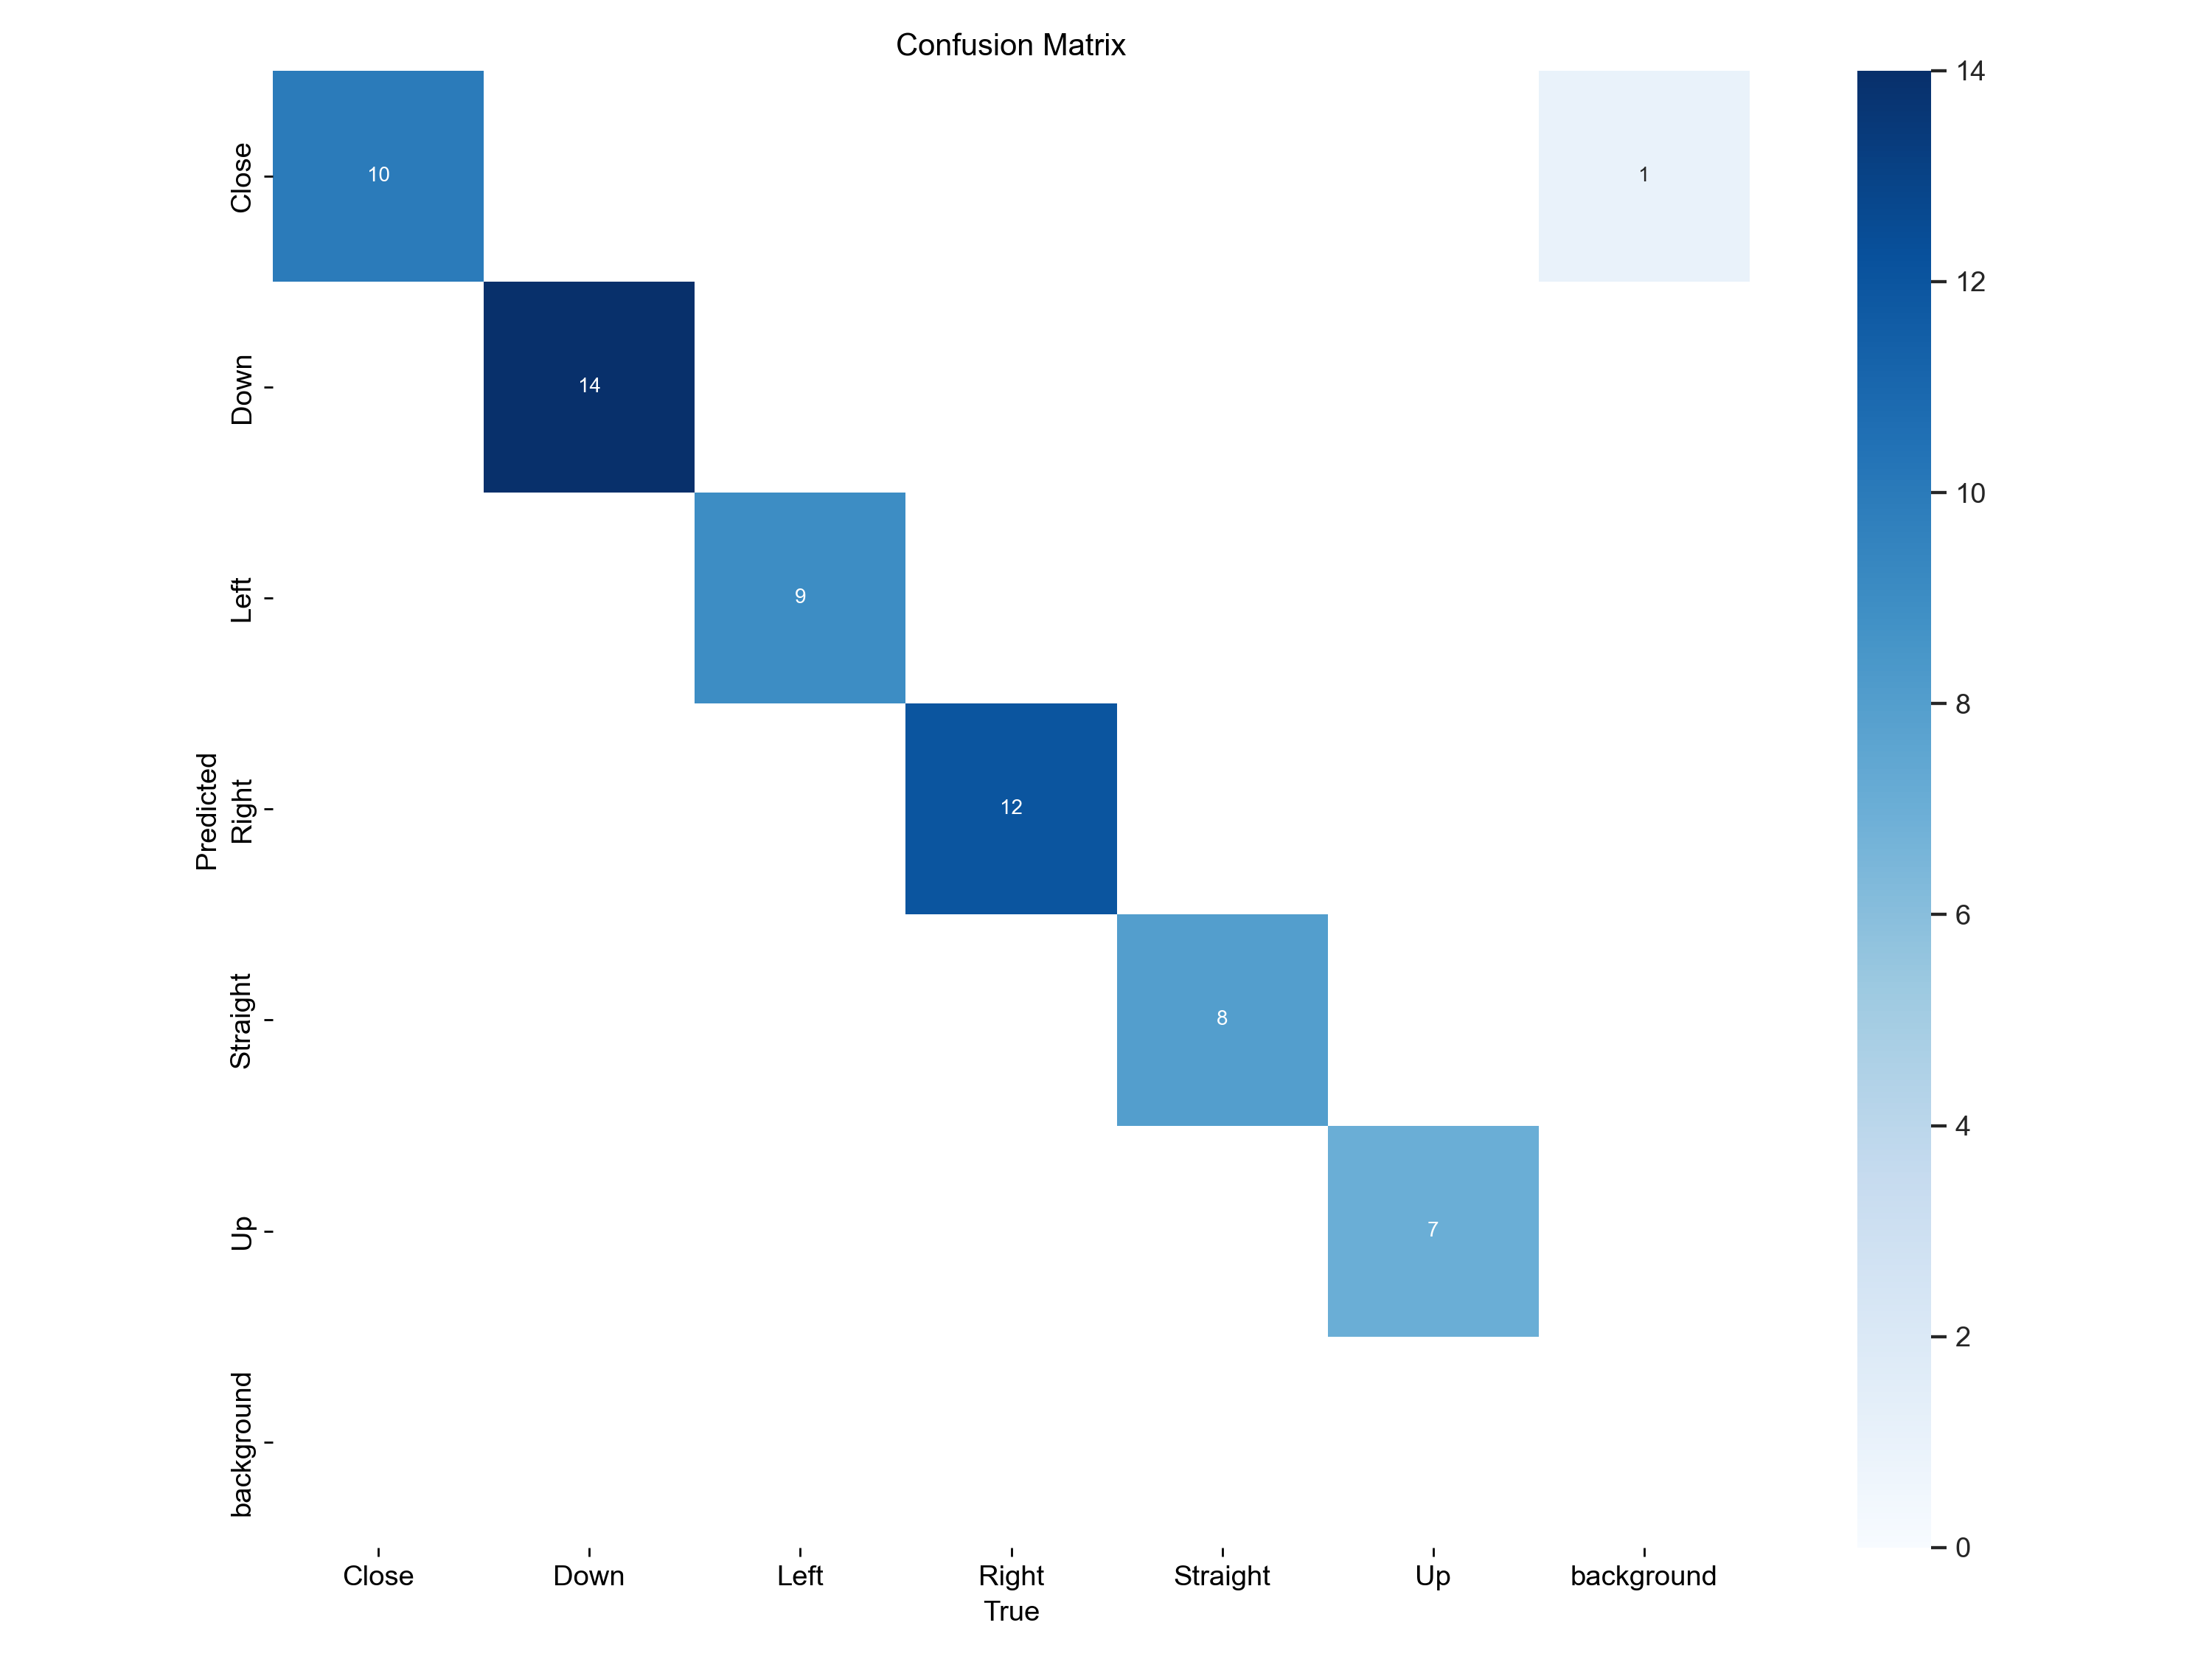 Confusion Matrix
Close
10
1
Down
14
Left
9
Predicted
Right
12
Straight
8
Up
7
background
Close Down Left Right Straight Up background
True
14
12
10
8
6
4
2
0